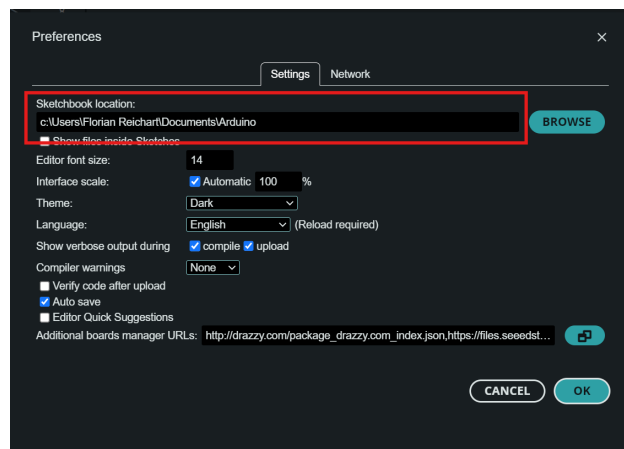 Preferences
Settings Network
Sketchbook location:
c:\Users\Florian Reichart\Documents\Arduino
BROWSE
Show files inside Sketches
Editor font size: 14
Interface scale: Automatic 100 %
Theme: Dark
Language: English (Reload required)
Show verbose output during compile upload
Compiler warnings None
Verify code after upload
Auto save
Editor Quick Suggestions
Additional boards manager URLs: http://drazzy.com/package_drazzy.com_index.json,https://files.seeedst...
CANCEL OK